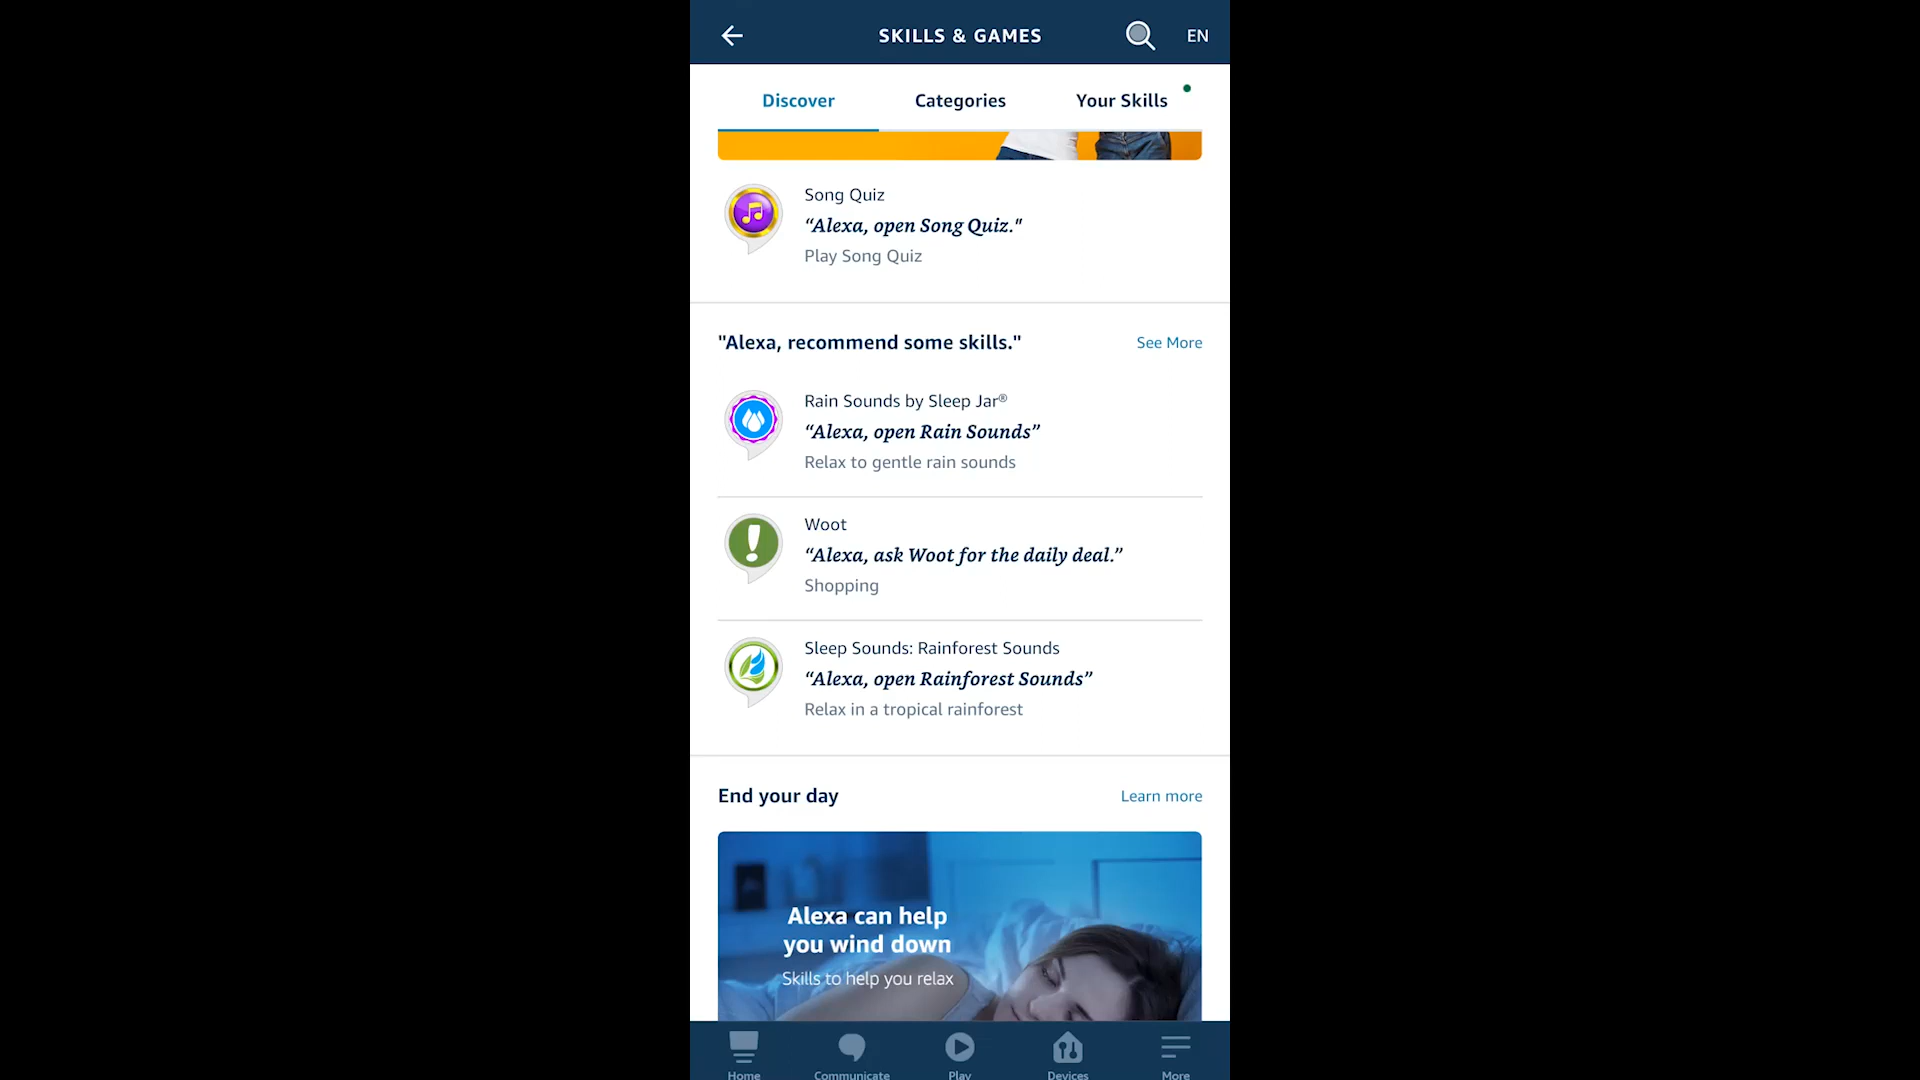 SKILLS & GAMES
EN
Discover
Categories
Your Skills
Song Quiz
“Alexa, open Song Quiz."
Play Song Quiz
"Alexa, recommend some skills."
See More
Rain Sounds by Sleep Jar®
“Alexa, open Rain Sounds”
Relax to gentle rain sounds
Woot
“Alexa, ask Woot for the daily deal.”
Shopping
Sleep Sounds: Rainforest Sounds
“Alexa, open Rainforest Sounds”
Relax in a tropical rainforest
End your day
Learn more
Alexa can help
you wind down
Skills to help you relax
Home
Communicate
Play
Devices
More